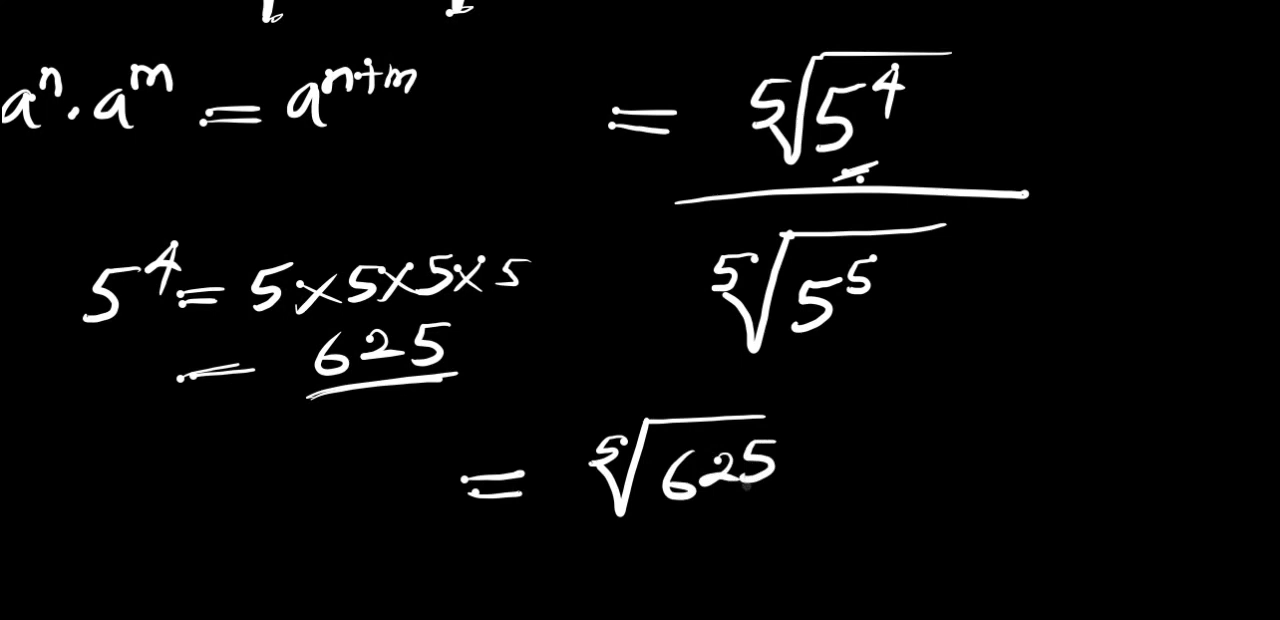 aⁿ · aᵐ = aⁿ⁺ᵐ
= ⁵√5⁴ / ⁵√5⁵
5⁴ = 5×5×5×5
= 625
= ⁵√625